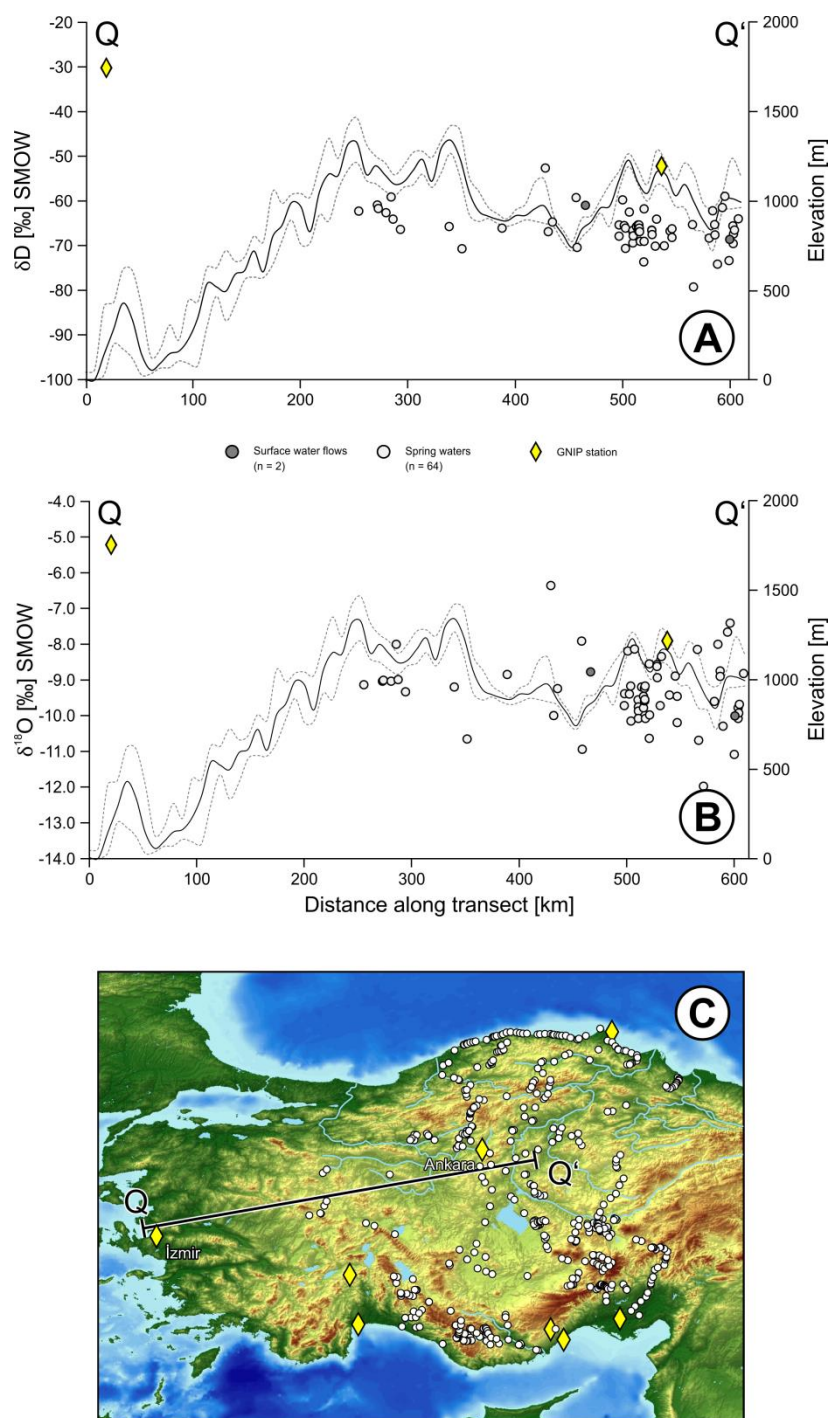 Q
Q‘
-20
-30
-40
-50
-60
-70
-80
-90
-100
δD [‰] SMOW
2000
1500
1000
500
0
Elevation [m]
A
0
100
200
300
400
500
600
Surface water flows
(n = 2)
Spring waters
(n = 64)
GNIP station
Q
Q‘
-4.0
-5.0
-6.0
-7.0
-8.0
-9.0
-10.0
-11.0
-12.0
-13.0
-14.0
δ¹⁸O [‰] SMOW
2000
1500
1000
500
0
Elevation [m]
B
0
100
200
300
400
500
600
Distance along transect [km]
C
Ankara
Q‘
Q
İzmir